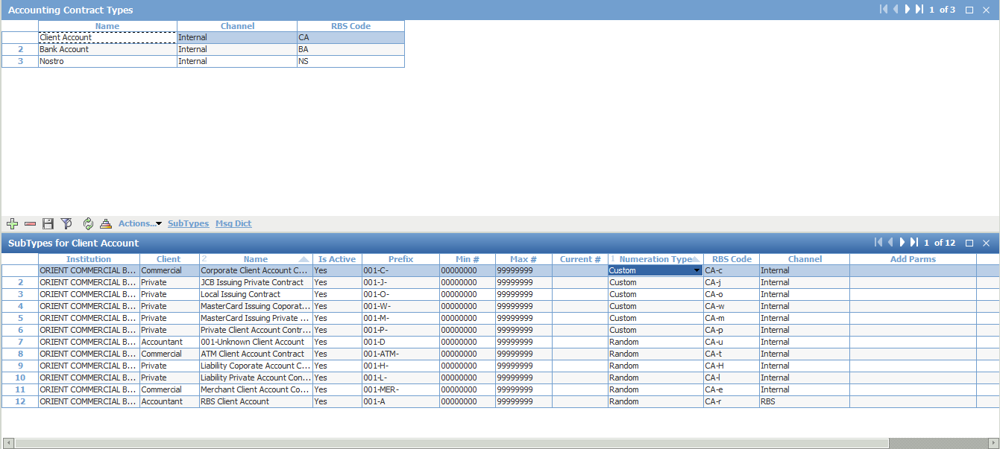 Accounting Contract Types 1 of 3
Name Channel RBS Code
Client Account Internal CA
2 Bank Account Internal BA
3 Nostro Internal NS
Actions... SubTypes Msg Dict
SubTypes for Client Account 1 of 12
Institution Client 2 Name Is Active Prefix Min # Max # Current # 1 Numeration Type RBS Code Channel Add Parms
ORIENT COMMERCIAL B... Commercial Corporate Client Account C... Yes 001-C- 00000000 99999999 Custom CA-c Internal
2 ORIENT COMMERCIAL B... Private JCB Issuing Private Contract Yes 001-J- 00000000 99999999 Custom CA-j Internal
3 ORIENT COMMERCIAL B... Private Local Issuing Contract Yes 001-O- 00000000 99999999 Custom CA-o Internal
4 ORIENT COMMERCIAL B... Private MasterCard Issuing Coporat... Yes 001-W- 00000000 99999999 Custom CA-w Internal
5 ORIENT COMMERCIAL B... Private MasterCard Issuing Private ... Yes 001-M- 00000000 99999999 Custom CA-m Internal
6 ORIENT COMMERCIAL B... Private Private Client Account Contr... Yes 001-P- 00000000 99999999 Custom CA-p Internal
7 ORIENT COMMERCIAL B... Accountant 001-Unknown Client Account Yes 001-D 00000000 99999999 Random CA-u Internal
8 ORIENT COMMERCIAL B... Commercial ATM Client Account Contract Yes 001-ATM- 00000000 99999999 Random CA-t Internal
9 ORIENT COMMERCIAL B... Private Liability Coporate Account C... Yes 001-H- 00000000 99999999 Random CA-H Internal
10 ORIENT COMMERCIAL B... Private Liability Private Account Con... Yes 001-L- 00000000 99999999 Random CA-l Internal
11 ORIENT COMMERCIAL B... Commercial Merchant Client Account Co... Yes 001-MER- 00000000 99999999 Random CA-e Internal
12 ORIENT COMMERCIAL B... Accountant RBS Client Account Yes 001-A 00000000 99999999 Random CA-r RBS